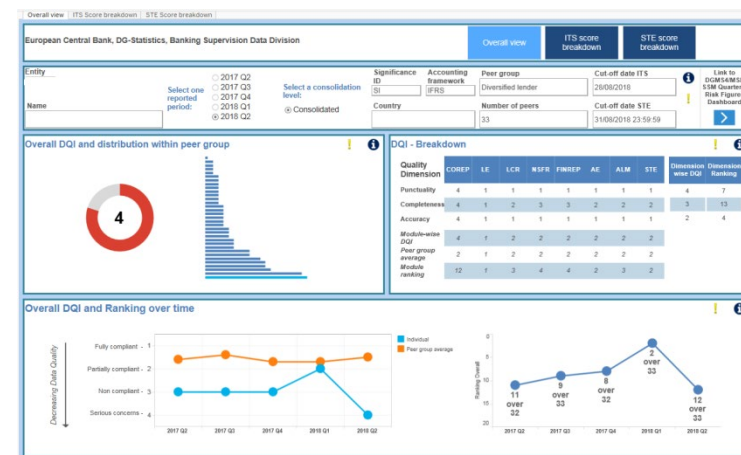 Overall view
ITS Score breakdown
STE Score breakdown
European Central Bank, DG-Statistics, Banking Supervision Data Division
Overall view
ITS score
breakdown
STE score
breakdown
Entity
Name
Select one
reported
period:
2017 Q2
2017 Q3
2017 Q4
2018 Q1
2018 Q2
Select a consolidation
level:
Consolidated
Significance
ID
SI
Accounting
framework
IFRS
Country
Peer group
Diversified lender
Number of peers
33
Cut-off date ITS
28/08/2018
Cut-off date STE
31/08/2018 23:59:59
Link to
SSM Quarter
Risk Figure
Dashboard
Overall DQI and distribution within peer group
4
DQI - Breakdown
Quality Dimension COREP LE LCR NSFR FINREP AE ALM STE Dimension wise DQI Dimension Ranking
Punctuality 4 1 1 1 1 1 1 1 4 7
Completeness 4 1 2 3 3 2 2 2 3 13
Accuracy 4 1 1 1 1 1 1 1 2 4
Module-wise DQI 4 1 2 2 2 2 2 2
Peer group average 2 1 2 2 2 2 2 2
Module ranking 12 1 3 4 4 2 3 2
Overall DQI and Ranking over time
Decreasing Data Quality
Fully compliant - 1
Partially compliant - 2
Non compliant - 3
Serious concerns - 4
2017 Q2 2017 Q3 2017 Q4 2018 Q1 2018 Q2
Individual
Peer group average
Ranking Overall
0
5
10
15
20
11 over 32
9 over 33
8 over 33
2 over 33
12 over 33
2017 Q2 2017 Q3 2017 Q4 2018 Q1 2018 Q2